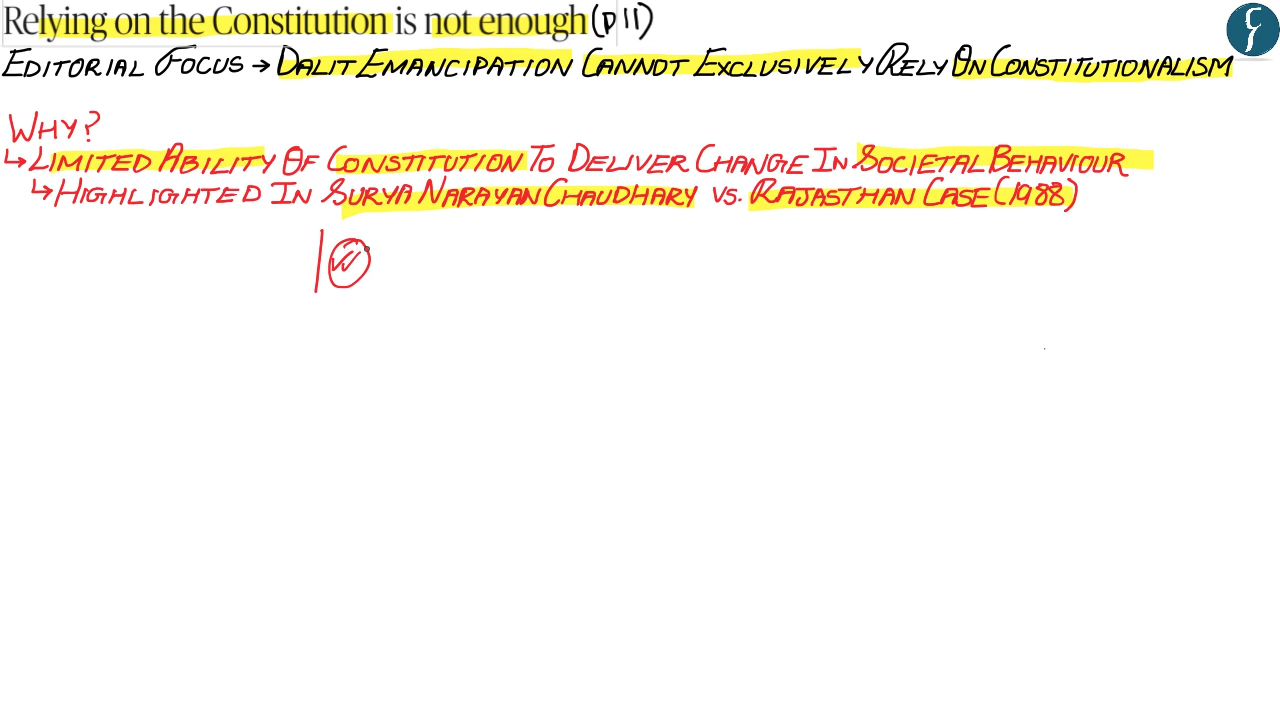 Relying on the Constitution is not enough (p 11)
EDITORIAL FOCUS → DALIT EMANCIPATION CANNOT EXCLUSIVELY RELY ON CONSTITUTIONALISM
WHY?
↳ LIMITED ABILITY OF CONSTITUTION TO DELIVER CHANGE IN SOCIETAL BEHAVIOUR
↳ HIGHLIGHTED IN SURYA NARAYAN CHAUDHARY VS. RAJASTHAN CASE (1988)